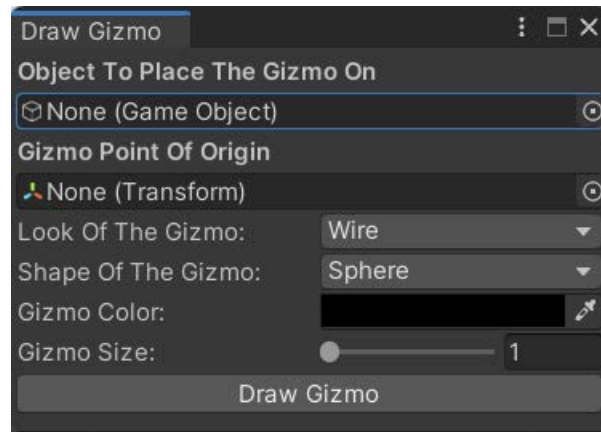 Draw Gizmo
Object To Place The Gizmo On
None (Game Object)
Gizmo Point Of Origin
None (Transform)
Look Of The Gizmo: Wire
Shape Of The Gizmo: Sphere
Gizmo Color:
Gizmo Size: 1
Draw Gizmo